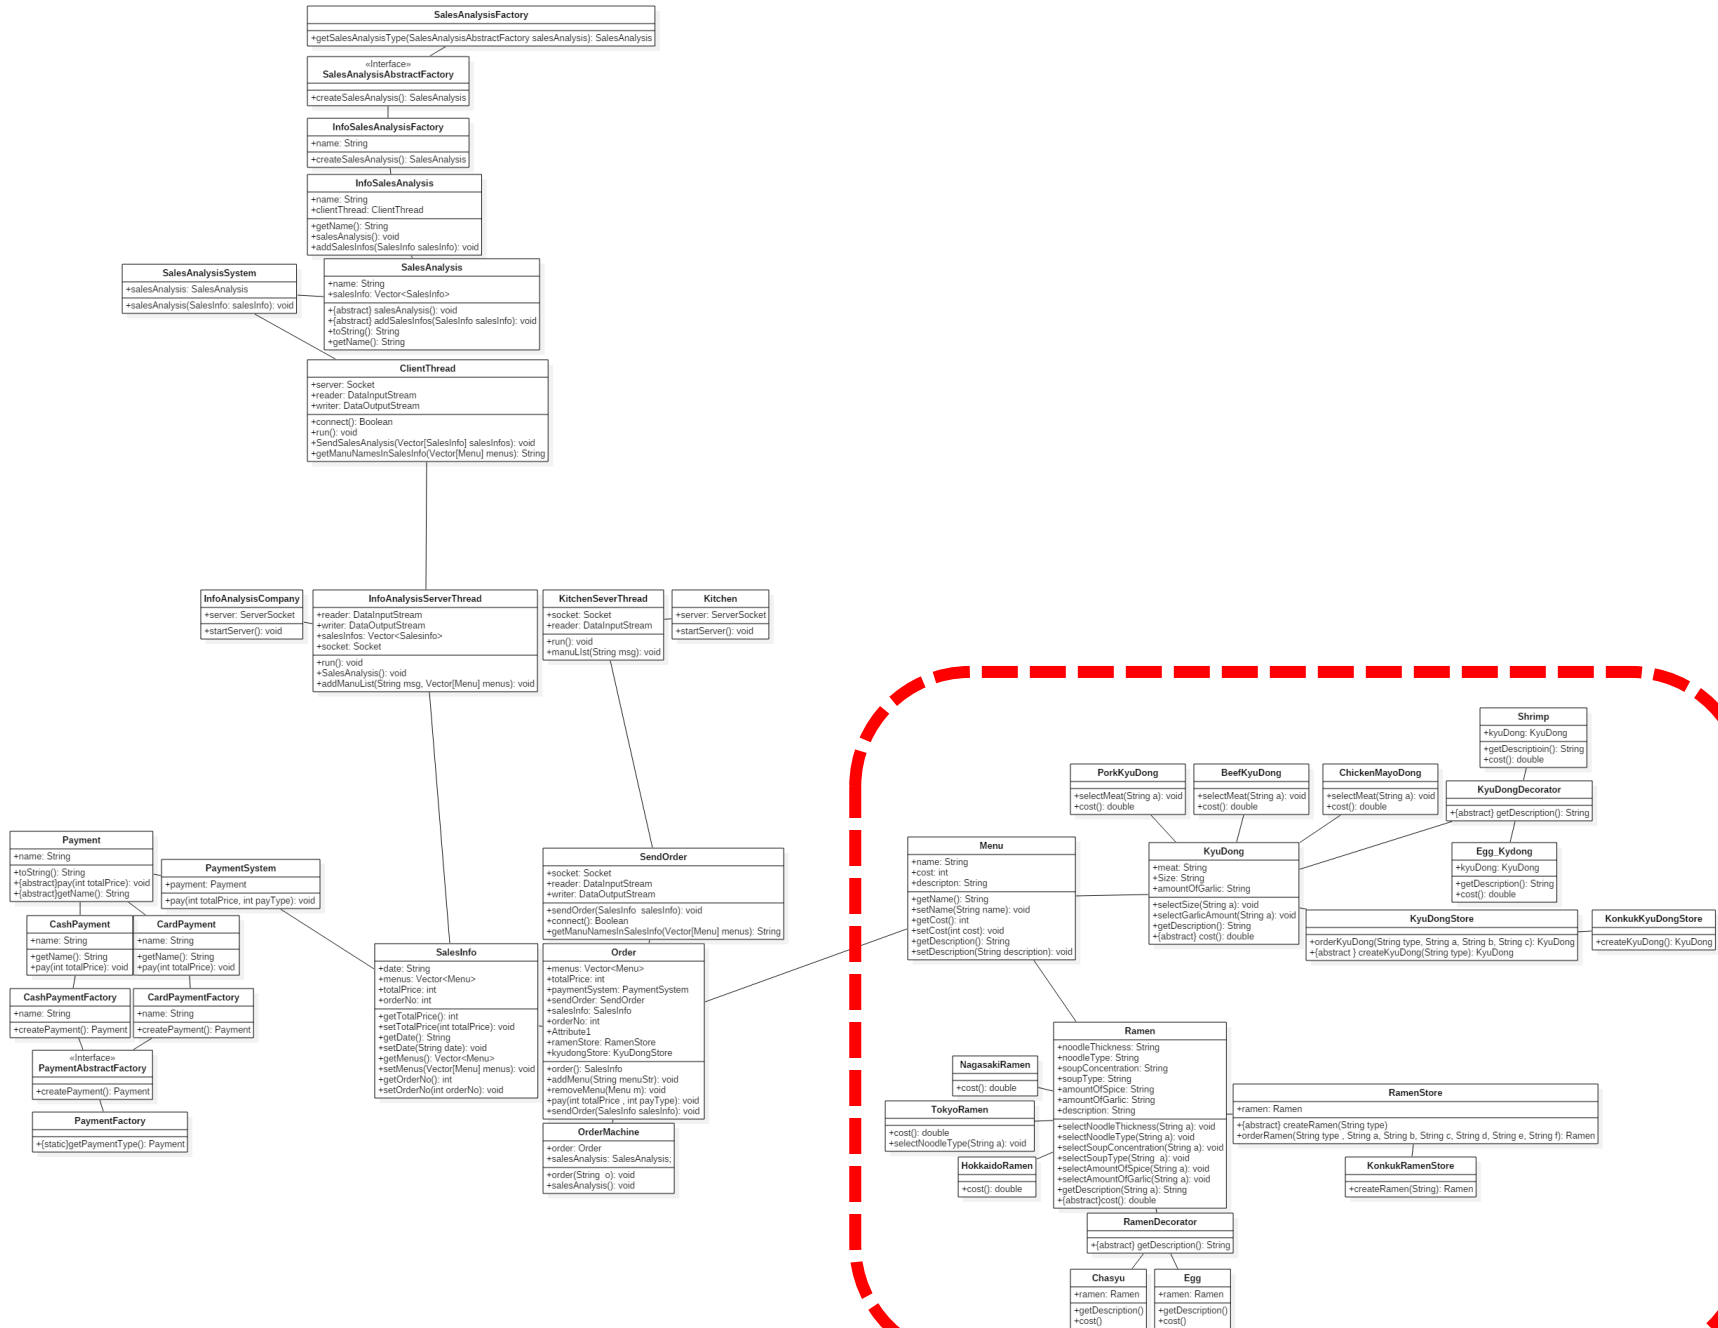 SalesAnalysisFactory
+getSalesAnalysisType(SalesAnalysisAbstractFactory salesAnalysis): SalesAnalysis
«Interface»
SalesAnalysisAbstractFactory
+createSalesAnalysis(): SalesAnalysis
InfoSalesAnalysisFactory
+name: String
+createSalesAnalysis(): SalesAnalysis
InfoSalesAnalysis
+name: String
+clientThread: ClientThread
+getName(): String
+salesAnalysis(): void
+addSalesInfos(SalesInfo salesInfo): void
SalesAnalysisSystem
+salesAnalysis: SalesAnalysis
+salesAnalysis(SalesInfo: salesInfo): void
SalesAnalysis
+name: String
+salesInfo: Vector<SalesInfo>
+{abstract} salesAnalysis(): void
+{abstract} addSalesInfos(SalesInfo salesInfo): void
+toString(): String
+getName(): String
ClientThread
+server: Socket
+reader: DataInputStream
+writer: DataOutputStream
+connect(): Boolean
+run(): void
+SendSalesAnalysis(Vector[SalesInfo] salesInfos): void
+getManuNamesInSalesInfo(Vector[Menu] menus): String
InfoAnalysisCompany
+server: ServerSocket
+startServer(): void
InfoAnalysisServerThread
+reader: DataInputStream
+writer: DataOutputStream
+salesInfos: Vector<Salesinfo>
+socket: Socket
+run(): void
+SalesAnalysis(): void
+addManuList(String msg, Vector[Menu] menus): void
KitchenSeverThread
+socket: Socket
+reader: DataInputStream
+run(): void
+manuLIst(String msg): void
Kitchen
+server: ServerSocket
+startServer(): void
Shrimp
+kyuDong: KyuDong
+getDescriptioin(): String
+cost(): double
PorkKyuDong
+selectMeat(String a): void
+cost(): double
BeefKyuDong
+selectMeat(String a): void
+cost(): double
ChickenMayoDong
+selectMeat(String a): void
+cost(): double
KyuDongDecorator
+{abstract} getDescription(): String
Payment
+name: String
+toString(): String
+{abstract}pay(int totalPrice): void
+{abstract}getName(): String
PaymentSystem
+payment: Payment
+pay(int totalPrice, int payType): void
SendOrder
+socket: Socket
+reader: DataInputStream
+writer: DataOutputStream
+sendOrder(SalesInfo  salesInfo): void
+connect(): Boolean
+getManuNamesInSalesInfo(Vector[Menu] menus): String
Menu
+name: String
+cost: int
+descripton: String
+getName(): String
+setName(String name): void
+getCost(): int
+setCost(int cost): void
+getDescription(): String
+setDescription(String description): void
KyuDong
+meat: String
+Size: String
+amountOfGarlic: String
+selectSize(String a): void
+selectGarlicAmount(String a): void
+getDescription(): String
+{abstract} cost(): double
Egg_Kydong
+kyuDong: KyuDong
+getDescription(): String
+cost(): double
KyuDongStore
+orderKyuDong(String type, String a, String b, String c): KyuDong
+{abstract } createKyuDong(String type): KyuDong
KonkukKyuDongStore
+createKyuDong(): KyuDong
CashPayment
+name: String
+getName(): String
+pay(int totalPrice): void
CardPayment
+name: String
+getName(): String
+pay(int totalPrice): void
CashPaymentFactory
+name: String
+createPayment(): Payment
CardPaymentFactory
+name: String
+createPayment(): Payment
«Interface»
PaymentAbstractFactory
+createPayment(): Payment
PaymentFactory
+{static}getPaymentType(): Payment
SalesInfo
+date: String
+menus: Vector<Menu>
+totalPrice: int
+orderNo: int
+getTotalPrice(): int
+setTotalPrice(int totalPrice): void
+getDate(): String
+setDate(String date): void
+getMenus(): Vector<Menu>
+setMenus(Vector[Menu] menus): void
+getOrderNo(): int
+setOrderNo(int orderNo): void
Order
+menus: Vector<Menu>
+totalPrice: int
+paymentSystem: PaymentSystem
+sendOrder: SendOrder
+salesInfo: SalesInfo
+orderNo: int
+Attribute1
+ramenStore: RamenStore
+kyudongStore: KyuDongStore
+order(): SalesInfo
+addMenu(String menuStr): void
+removeMenu(Menu m): void
+pay(int totalPrice , int payType): void
+sendOrder(SalesInfo salesInfo): void
OrderMachine
+order: Order
+salesAnalysis: SalesAnalysis;
+order(String  o): void
+salesAnalysis(): void
Ramen
+noodleThickness: String
+noodleType: String
+soupConcentration: String
+soupType: String
+amountOfSpice: String
+amountOfGarlic: String
+description: String
+selectNoodleThickness(String a): void
+selectNoodleType(String a): void
+selectSoupConcentration(String a): void
+selectSoupType(String  a): void
+selectAmountOfSpice(String a): void
+selectAmountOfGarlic(String a): void
+getDescription(String a): String
+{abstract}cost(): double
NagasakiRamen
+cost(): double
TokyoRamen
+cost(): double
+selectNoodleType(String a): void
HokkaidoRamen
+cost(): double
RamenStore
+ramen: Ramen
+{abstract} createRamen(String type)
+orderRamen(String type , String a, String b, String c, String d, String e, String f): Ramen
KonkukRamenStore
+createRamen(String): Ramen
RamenDecorator
+{abstract} getDescription(): String
Chasyu
+ramen: Ramen
+getDescription()
+cost()
Egg
+ramen: Ramen
+getDescription()
+cost()